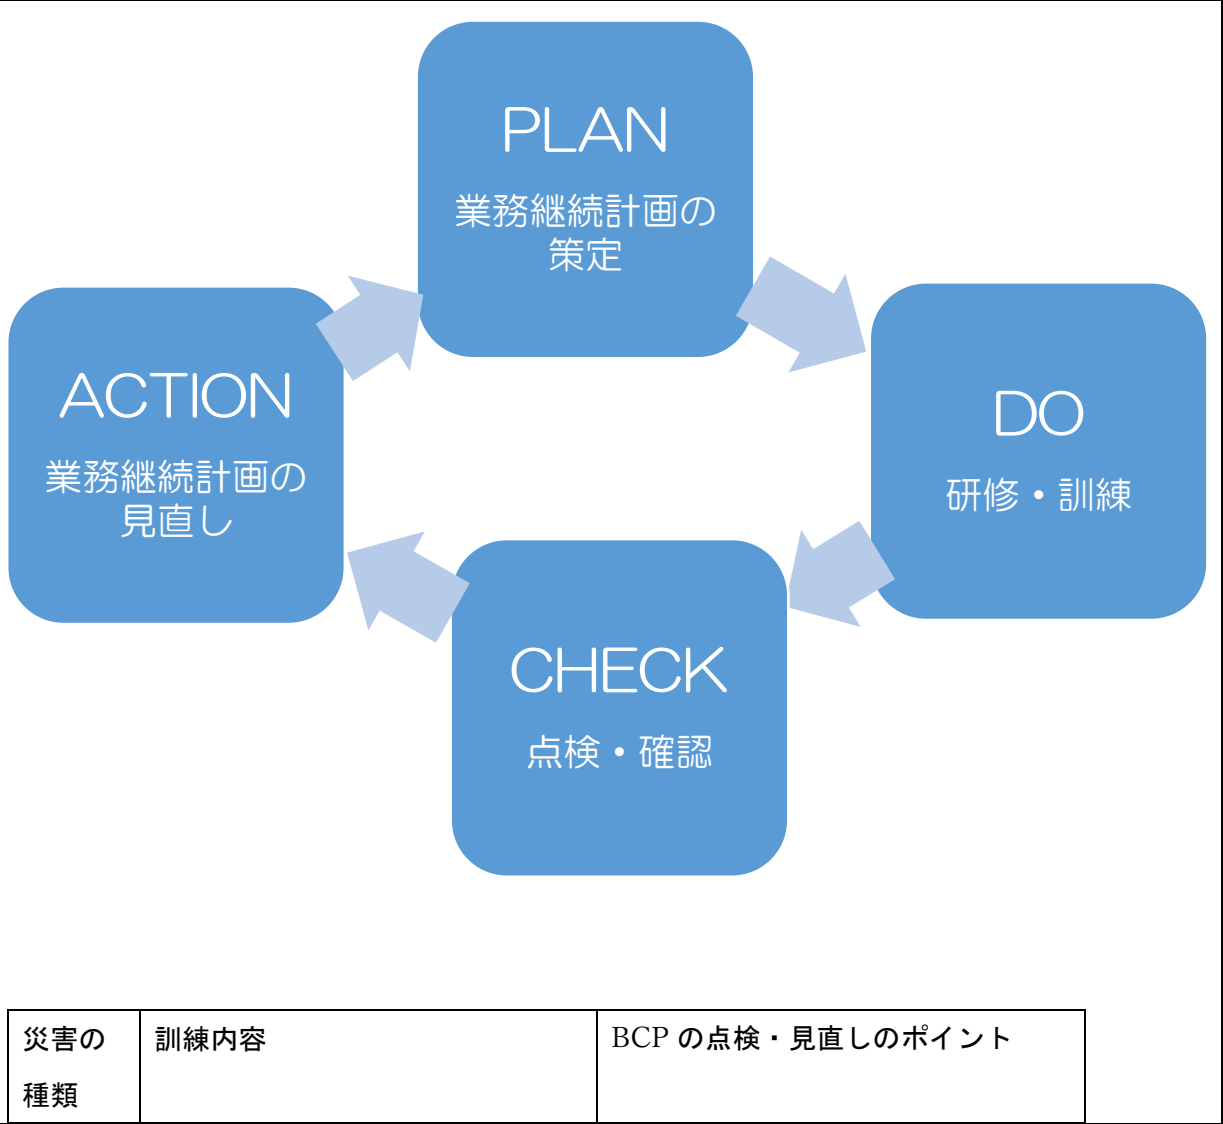 PLAN
業務継続計画の
策定
DO
研修・訓練
CHECK
点検・確認
ACTION
業務継続計画の
見直し
災害の
種類
訓練内容
BCP の点検・見直しのポイント